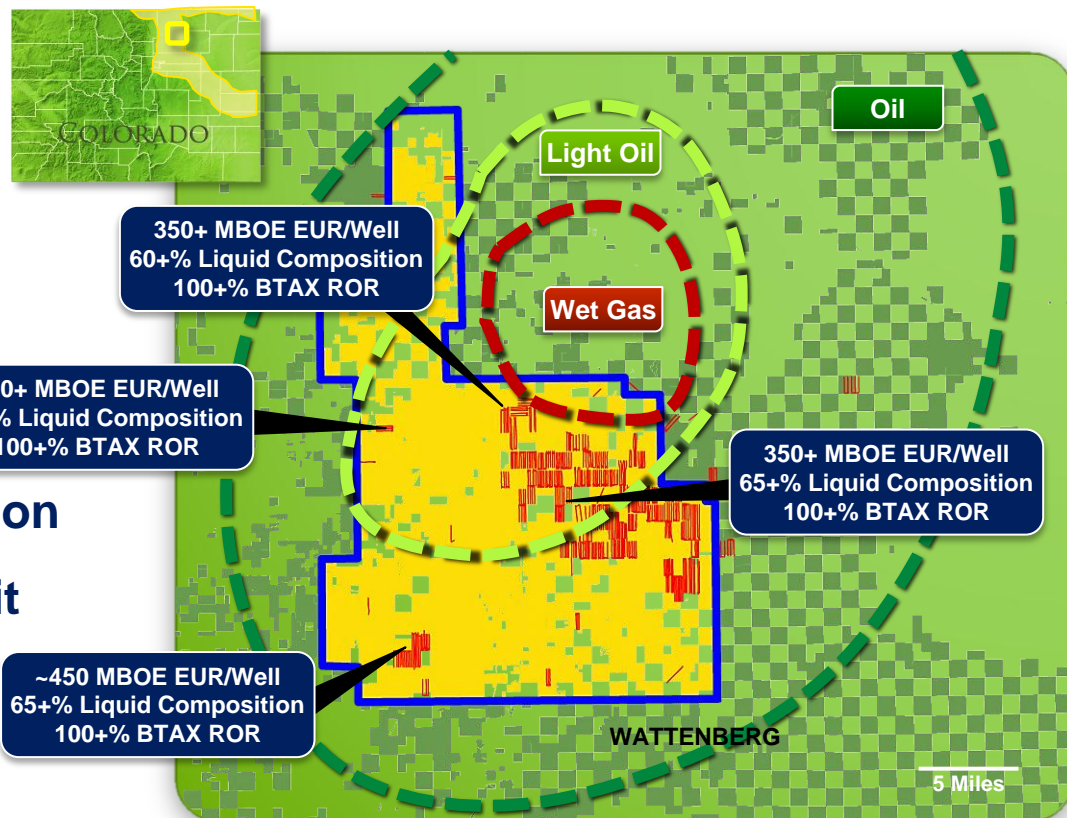 COLORADO
Oil
Light Oil
350+ MBOE EUR/Well
60+% Liquid Composition
100+% BTAX ROR
Wet Gas
0+ MBOE EUR/Well
% Liquid Composition
100+% BTAX ROR
350+ MBOE EUR/Well
65+% Liquid Composition
100+% BTAX ROR
on
it
~450 MBOE EUR/Well
65+% Liquid Composition
100+% BTAX ROR
WATTENBERG
5 Miles